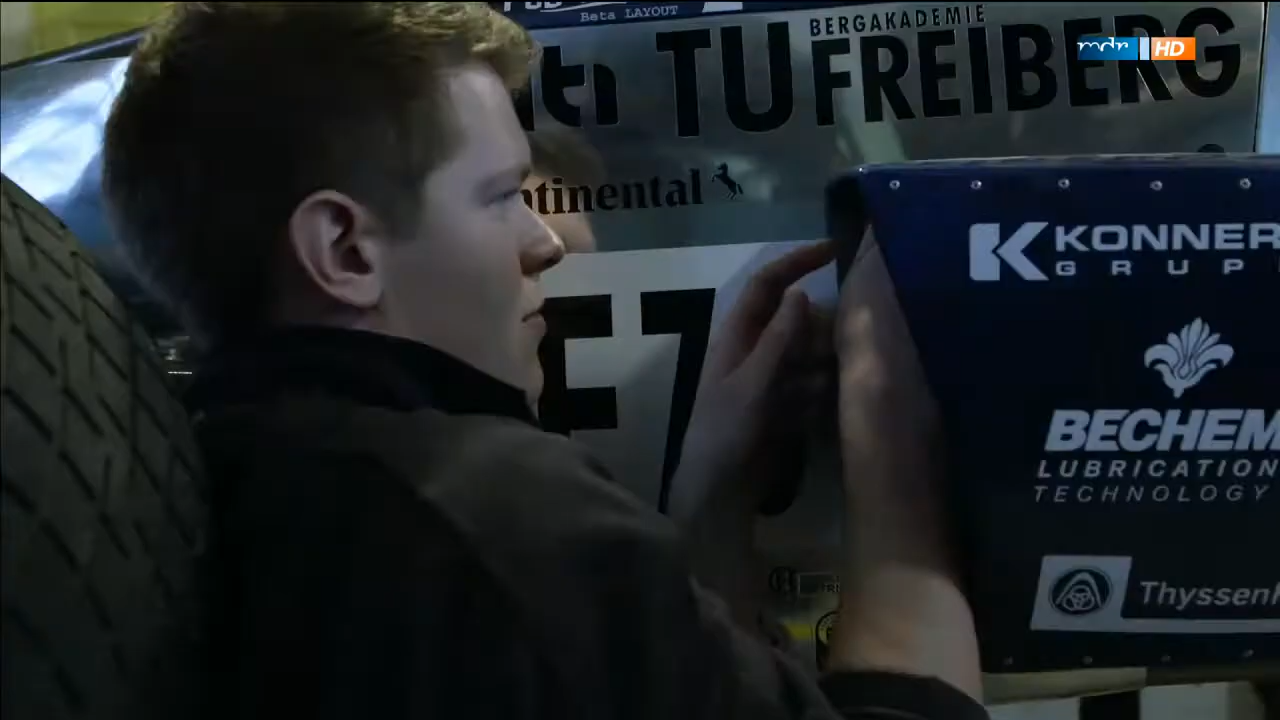 Beta LAYOUT
BERGAKADEMIE
TU FREIBERG
mdr HD
ntinental
E7
KONNER
GRUP
BECHEM
LUBRICATION
TECHNOLOGY
Thyssen